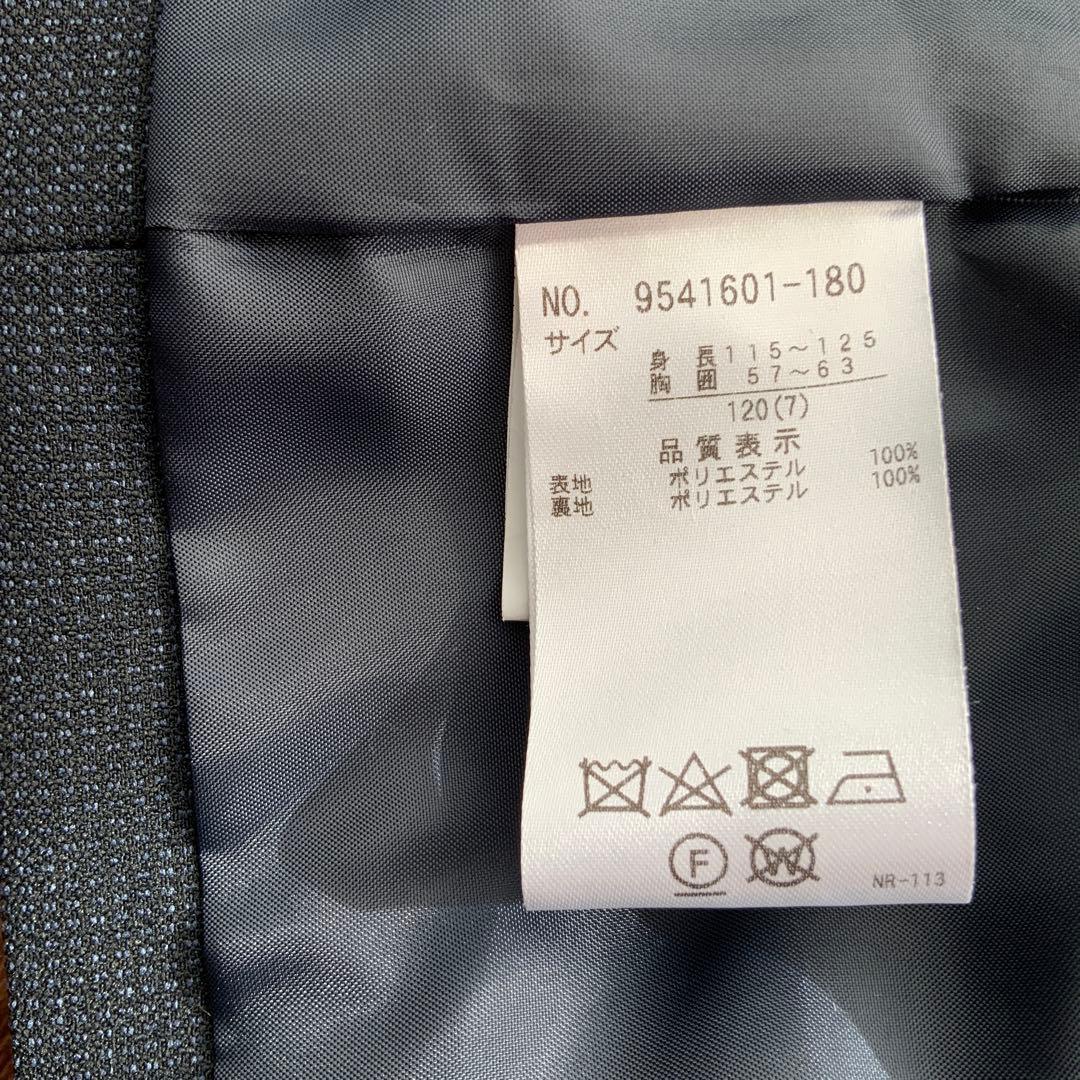 NO. 9541601-180
サイズ
身長115～125
胸囲 57～63
120(7)
品質表示
表地 ポリエステル 100%
裏地 ポリエステル 100%
F W
NR-113